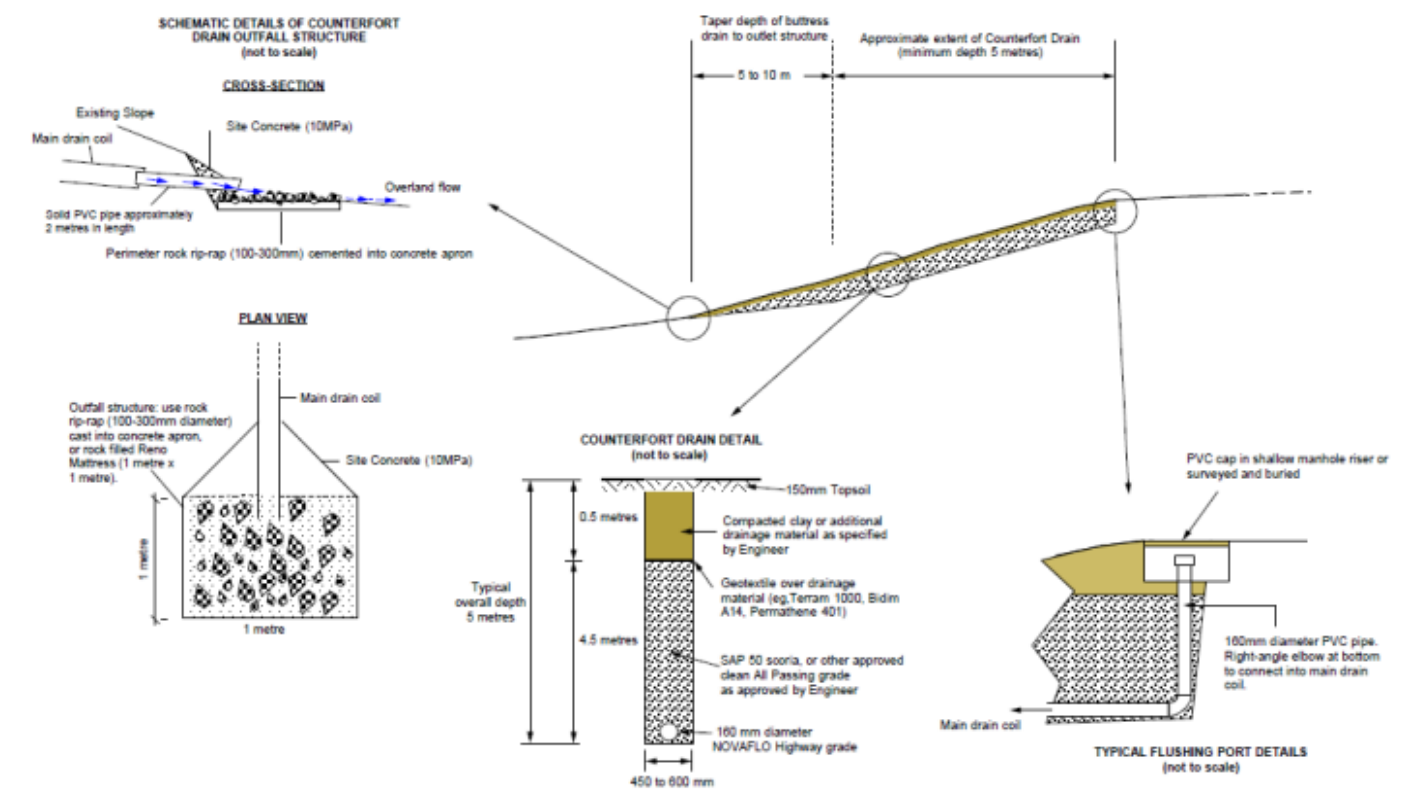 SCHEMATIC DETAILS OF COUNTERFORT
DRAIN OUTFALL STRUCTURE
(not to scale)
CROSS-SECTION
Existing Slope
Main drain coil
Site Concrete (10MPa)
Overland flow
Solid PVC pipe approximately
2 metres in length
Perimeter rock rip-rap (100-300mm) cemented into concrete apron
Taper depth of buttress
drain to outlet structure
5 to 10 m
Approximate extent of Counterfort Drain
(minimum depth 5 metres)
PLAN VIEW
Main drain coil
Outfall structure: use rock
rip-rap (100-300mm diameter)
cast into concrete apron,
or rock filled Reno
Mattress (1 metre x
1 metre).
Site Concrete (10MPa)
1 metre
1 metre
COUNTERFORT DRAIN DETAIL
(not to scale)
150mm Topsoil
0.5 metres
Compacted clay or additional
drainage material as specified
by Engineer
Typical
overall depth
5 metres
Geotextile over drainage
material (eg,Terram 1000, Bidim
A14, Permathene 401)
4.5 metres
SAP 50 scoria, or other approved
clean All Passing grade
as approved by Engineer
160 mm diameter
NOVAFLO Highway grade
450 to 600 mm
PVC cap in shallow manhole riser or
surveyed and buried
160mm diameter PVC pipe.
Right-angle elbow at bottom
to connect into main drain
coil.
Main drain coil
TYPICAL FLUSHING PORT DETAILS
(not to scale)